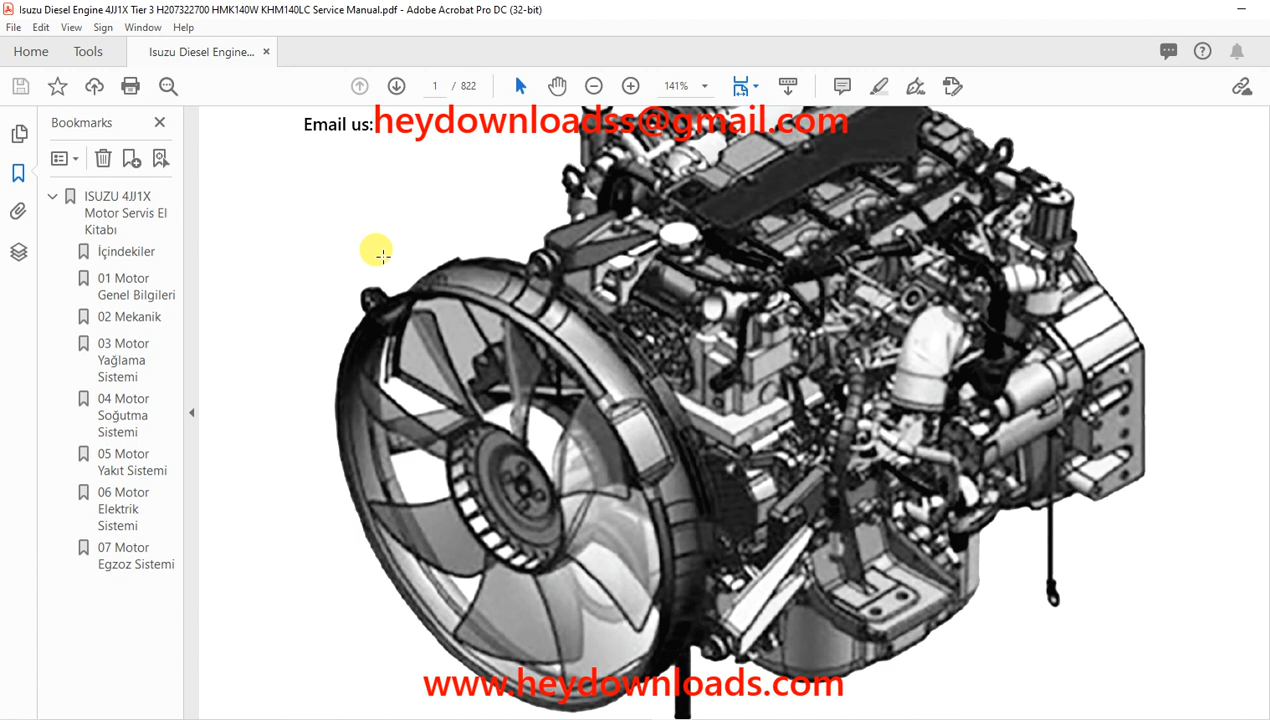 Isuzu Diesel Engine 4JJ1X Tier 3 H207322700 HMK140W KHM140LC Service Manual.pdf - Adobe Acrobat Pro DC (32-bit)
File Edit View Sign Window Help
Home Tools Isuzu Diesel Engine...
1 / 822 141%
Bookmarks
ISUZU 4JJ1X
Motor Servis El
Kitabı
İçindekiler
01 Motor
Genel Bilgileri
02 Mekanik
03 Motor
Yağlama
Sistemi
04 Motor
Soğutma
Sistemi
05 Motor
Yakıt Sistemi
06 Motor
Elektrik
Sistemi
07 Motor
Egzoz Sistemi
Email us:heydownloadss@gmail.com
www.heydownloads.com